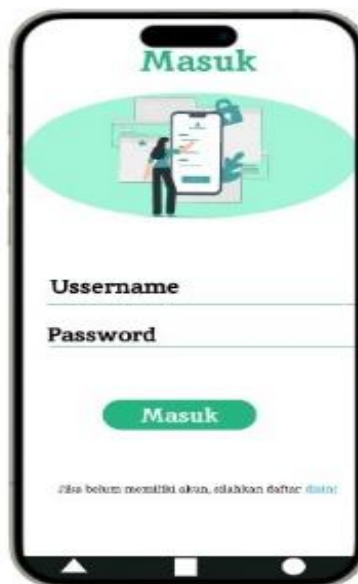 Masuk
Ussername
Password
Masuk
Jika belum memiliki akun, silahkan daftar disini